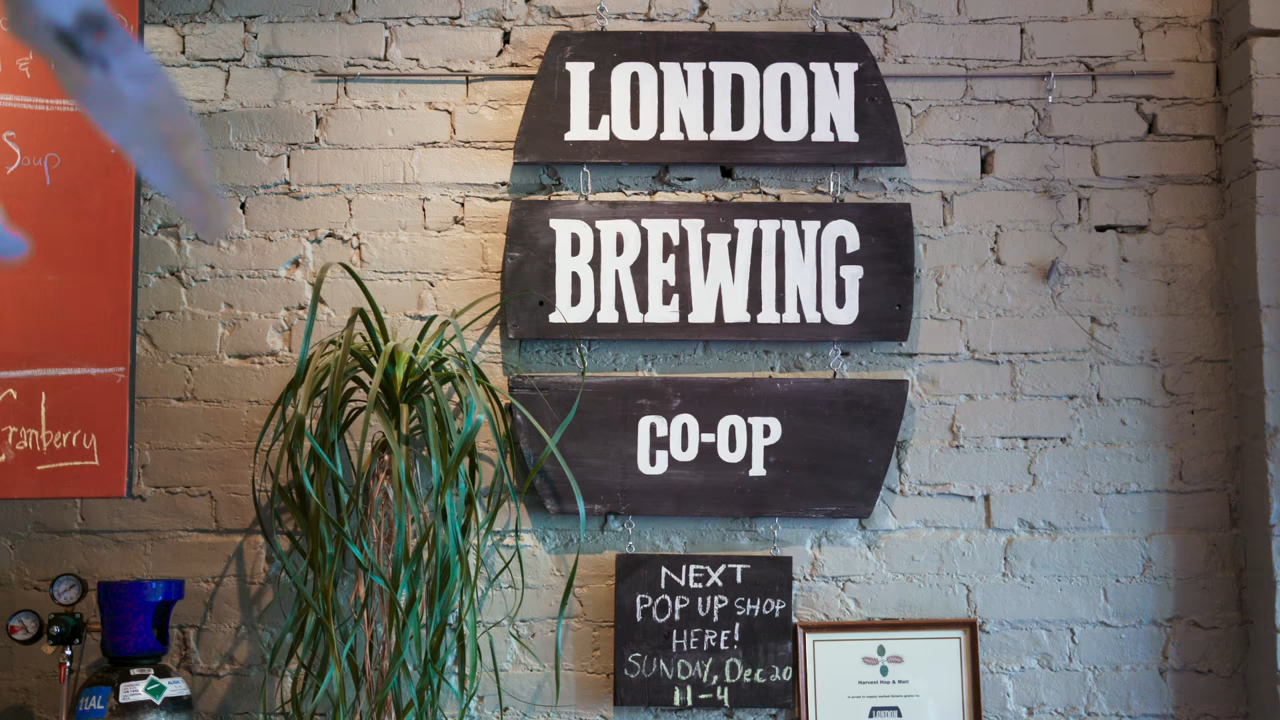 &
Soup
Cranberry
LONDON
BREWING
CO-OP
NEXT
POP UP SHOP
HERE!
SUNDAY, Dec 20
11-4
Harvest Hop & Malt
LONDON